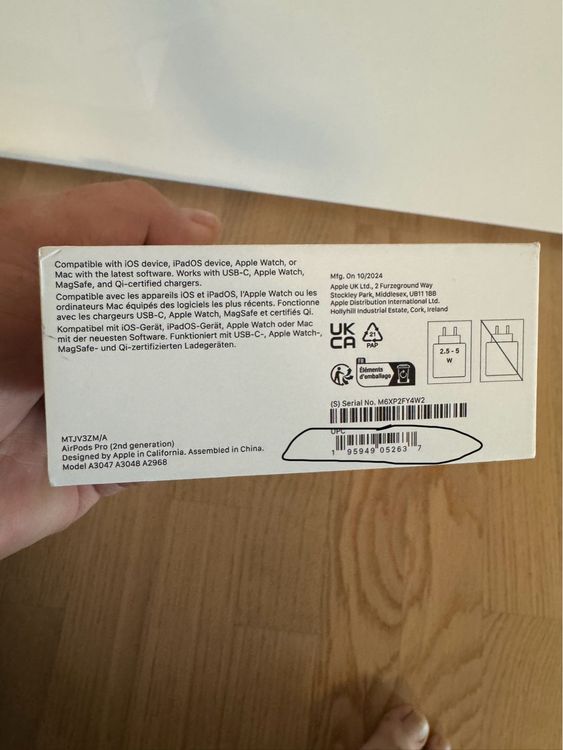 Compatible with iOS device, iPadOS device, Apple Watch, or
Mac with the latest software. Works with USB-C, Apple Watch,
MagSafe, and Qi-certified chargers.
Compatible avec les appareils iOS et iPadOS, l'Apple Watch ou les
ordinateurs Mac équipés des logiciels les plus récents. Fonctionne
avec les chargeurs USB-C, Apple Watch, MagSafe et certifiés Qi.
Kompatibel mit iOS-Gerät, iPadOS-Gerät, Apple Watch oder Mac
mit der neuesten Software. Funktioniert mit USB-C-, Apple Watch-,
MagSafe- und Qi-zertifizierten Ladegeräten.
MTJV3ZM/A
AirPods Pro (2nd generation)
Designed by Apple in California. Assembled in China.
Model A3047 A3048 A2968
Mfg. On 10/2024
Apple UK Ltd., 2 Furzeground Way
Stockley Park, Middlesex, UB11 1BB
Apple Distribution International Ltd.
Hollyhill Industrial Estate, Cork, Ireland
UK
CA
21
PAP
2.5 - 5
W
FR
Éléments
d'emballage
(S) Serial No. M6XP2FY4W2
UPC
1 95949 05263 7